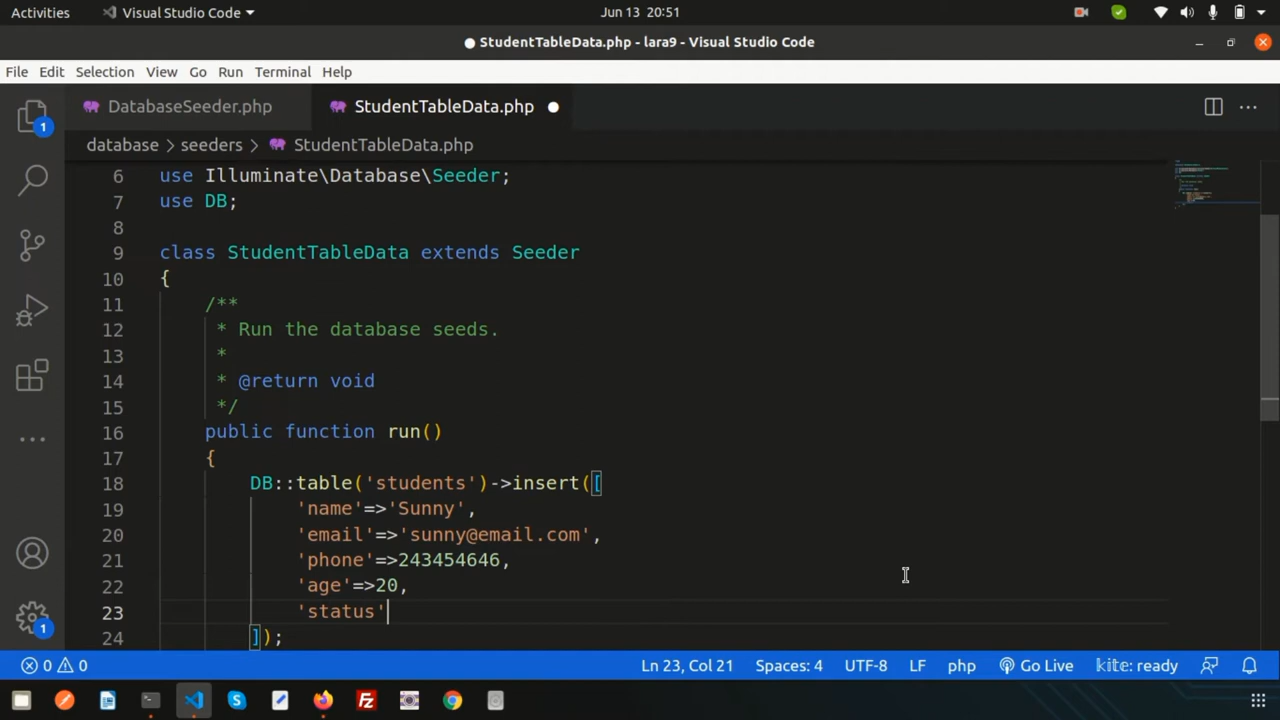 Activities Visual Studio Code Jun 13 20:51
StudentTableData.php - lara9 - Visual Studio Code
File Edit Selection View Go Run Terminal Help
DatabaseSeeder.php StudentTableData.php
database > seeders > StudentTableData.php
6 use Illuminate\Database\Seeder;
7 use DB;
8
9 class StudentTableData extends Seeder
10 {
11 /**
12 * Run the database seeds.
13 *
14 * @return void
15 */
16 public function run()
17 {
18 DB::table('students')->insert([
19 'name'=>'Sunny',
20 'email'=>'sunny@email.com',
21 'phone'=>243454646,
22 'age'=>20,
23 'status'
24 ]);
1
1
0 0 Ln 23, Col 21 Spaces: 4 UTF-8 LF php Go Live kite: ready